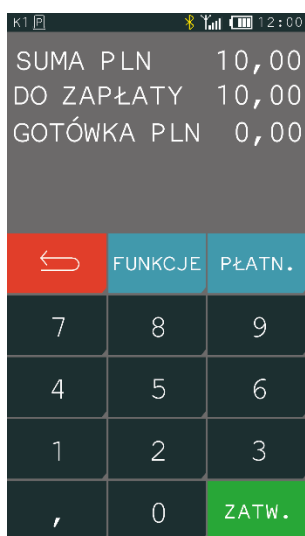 K1 P 12:00
SUMA PLN 10,00
DO ZAPŁATY 10,00
GOTÓWKA PLN 0,00
FUNKCJE PŁATN.
7 8 9
4 5 6
1 2 3
, 0 ZATW.